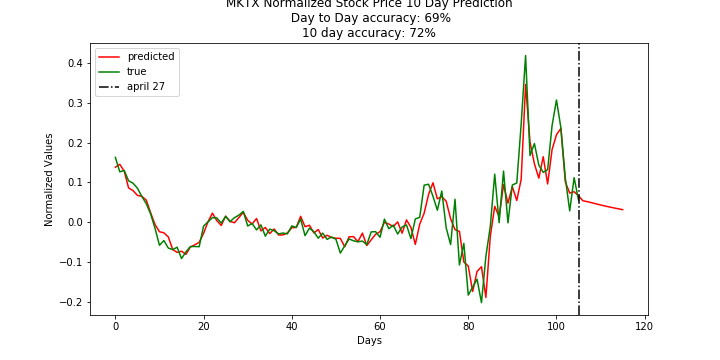 MKTX Normalized Stock Price 10 Day Prediction
Day to Day accuracy: 69%
10 day accuracy: 72%
predicted
true
april 27
Normalized Values
0.4
0.3
0.2
0.1
0.0
−0.1
−0.2
0 20 40 60 80 100 120
Days